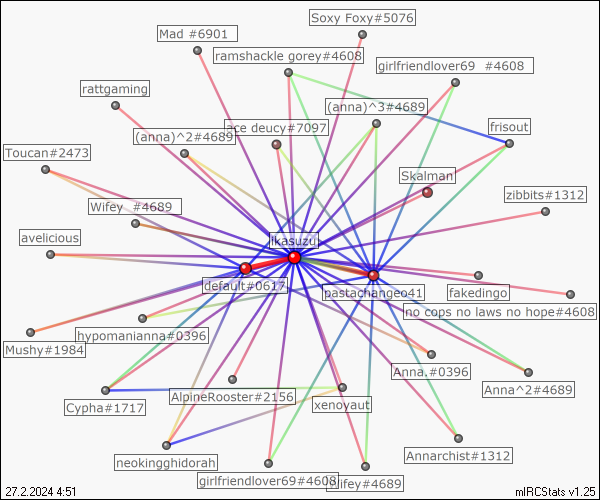 Soxy Foxy#5076
Mad #6901
ramshackle gorey#4608
girlfriendlover69 #4608
rattgaming
(anna)^3#4689
frisout
ace deucy#7097
(anna)^2#4689
Toucan#2473
Skalman
zibbits#1312
Wifey #4689
avelicious
ikasuzu
default#0617
pastachangeo41
fakedingo
no cops no laws no hope#4608
hypomanianna#0396
Mushy#1984
Anna.#0396
Anna^2#4689
AlpineRooster#2156
xenoyaut
Cypha#1717
Annarchist#1312
neokingghidorah
girlfriendlover69#4608
Wifey#4689
27.2.2024 4:51
mIRCStats v1.25